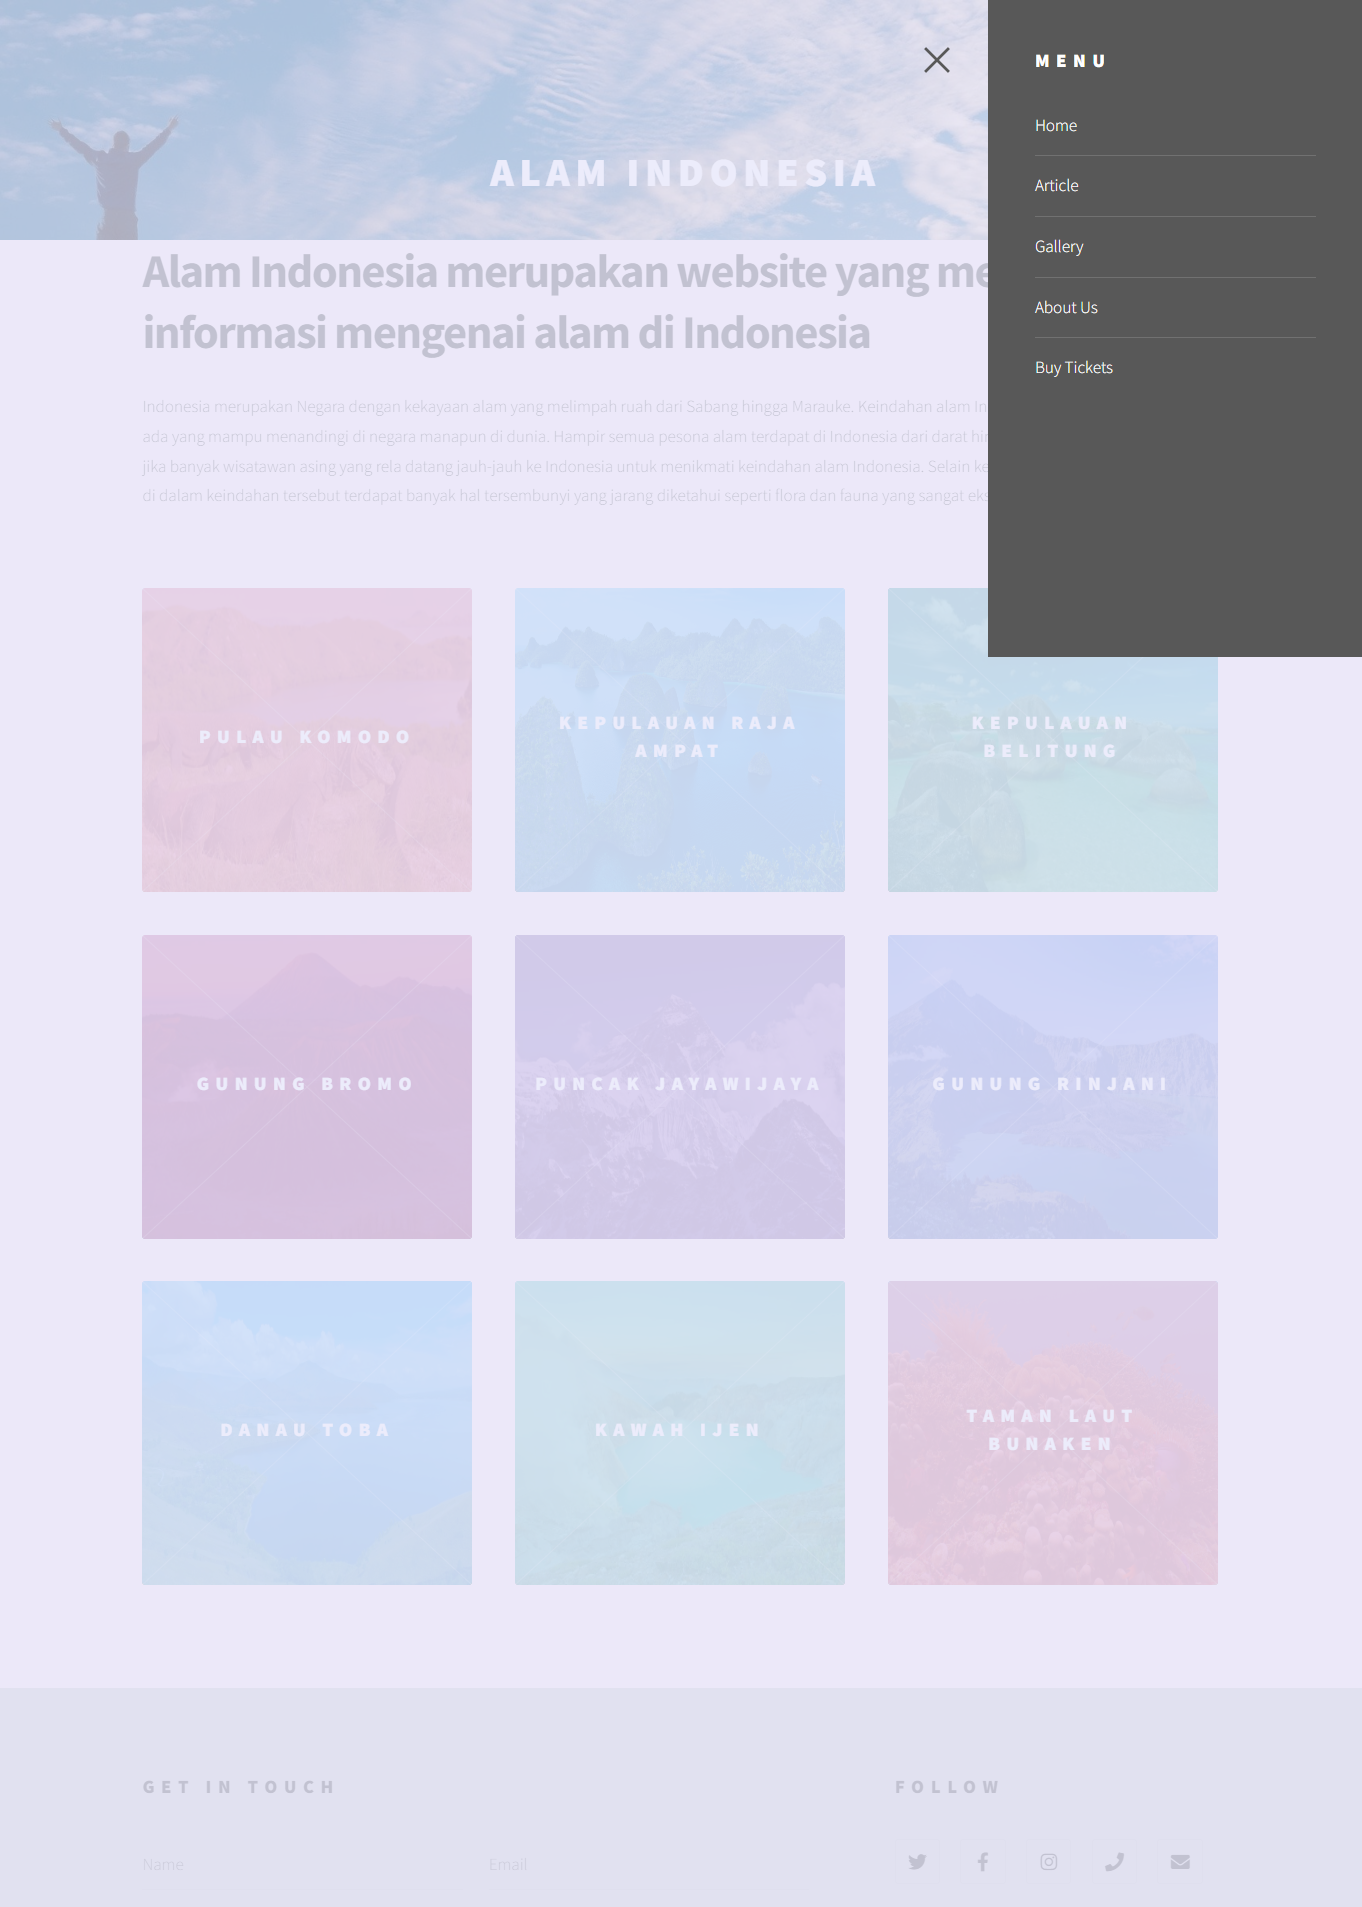 ALAM INDONESIA
MENU
Home
Article
Gallery
About Us
Buy Tickets
Alam Indonesia merupakan website yang me
informasi mengenai alam di Indonesia
Indonesia merupakan Negara dengan kekayaan alam yang melimpah ruah dari Sabang hingga Marauke. Keindahan alam In
ada yang mampu menandingi di negara manapun di dunia. Hampir semua pesona alam terdapat di Indonesia dari darat hin
jika banyak wisatawan asing yang rela datang jauh-jauh ke Indonesia untuk menikmati keindahan alam Indonesia. Selain ke
di dalam keindahan tersebut terdapat banyak hal tersembunyi yang jarang diketahui seperti flora dan fauna yang sangat eks
PULAU KOMODO
KEPULAUAN RAJA
AMPAT
KEPULAUAN
BELITUNG
GUNUNG BROMO
PUNCAK JAYAWIJAYA
GUNUNG RINJANI
DANAU TOBA
KAWAH IJEN
TAMAN LAUT
BUNAKEN
GET IN TOUCH
FOLLOW
Name
Email